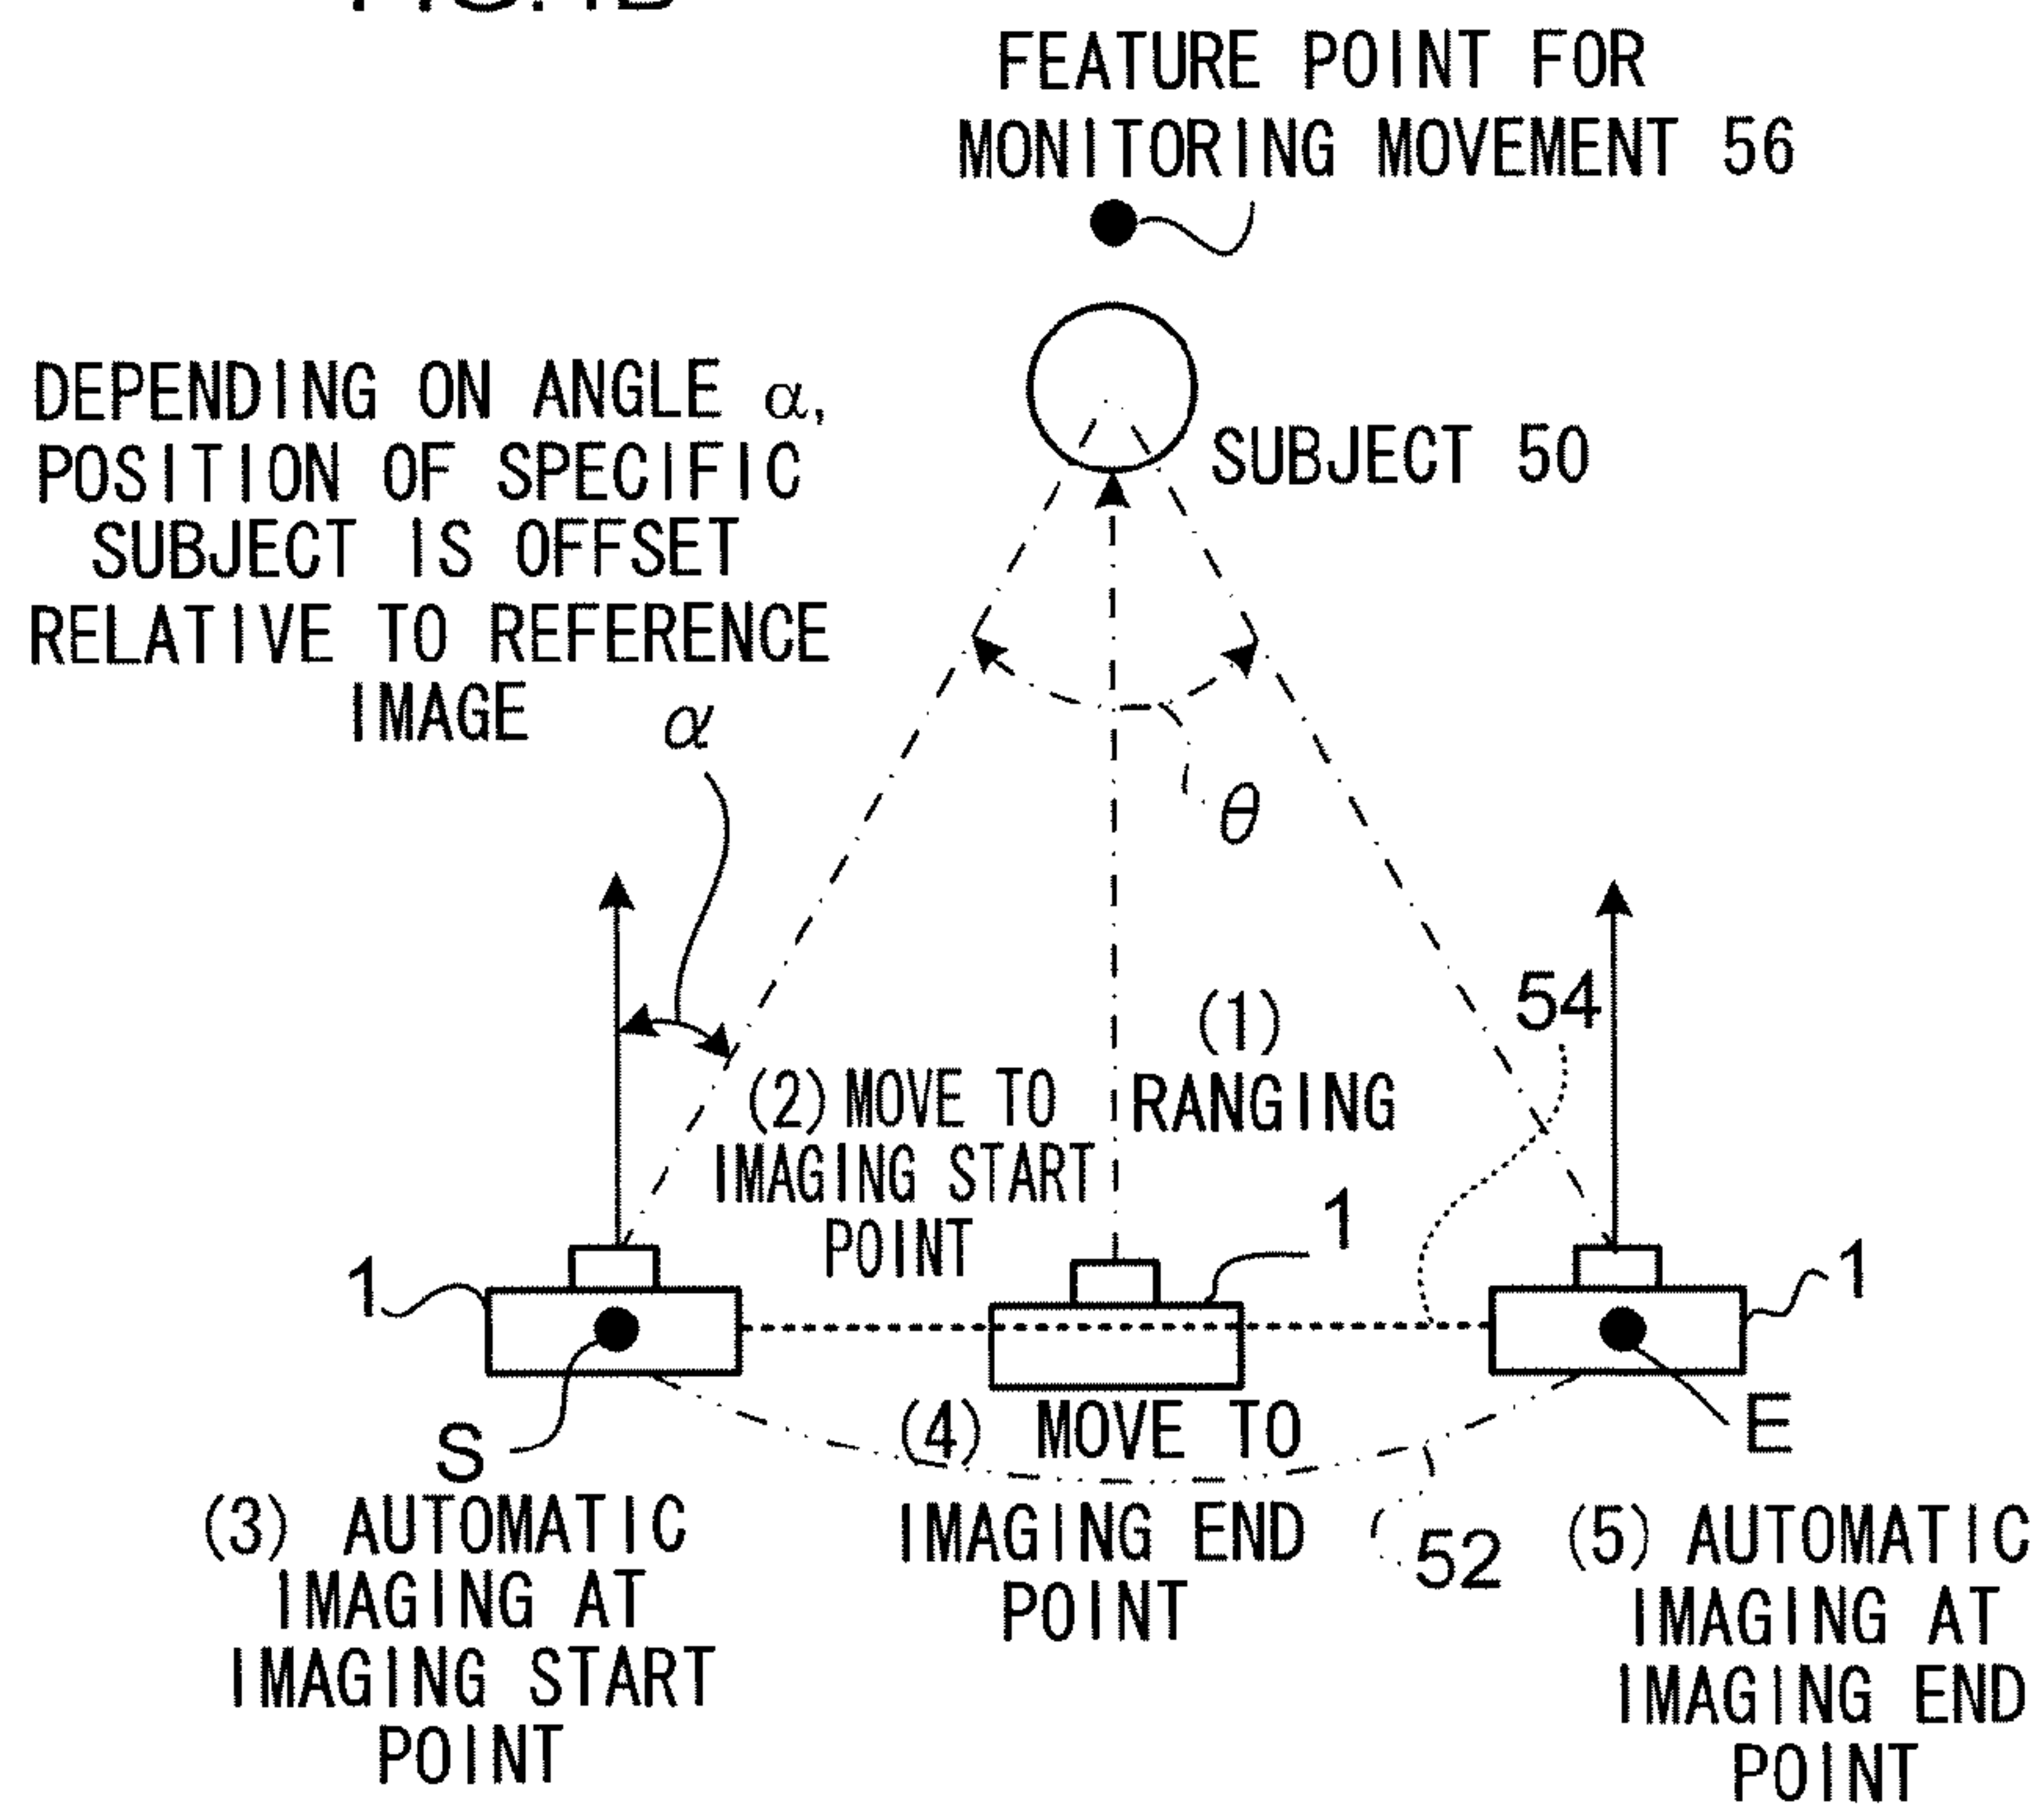 FEATURE POINT FOR
MONITORING MOVEMENT 56
DEPENDING ON ANGLE α,
POSITION OF SPECIFIC
SUBJECT IS OFFSET
RELATIVE TO REFERENCE
IMAGE
SUBJECT 50
α
θ
54
(1)
RANGING
(2) MOVE TO
IMAGING START
POINT
1
1
1
S
E
(4) MOVE TO
IMAGING END
POINT
52
(3) AUTOMATIC
IMAGING AT
IMAGING START
POINT
(5) AUTOMATIC
IMAGING AT
IMAGING END
POINT